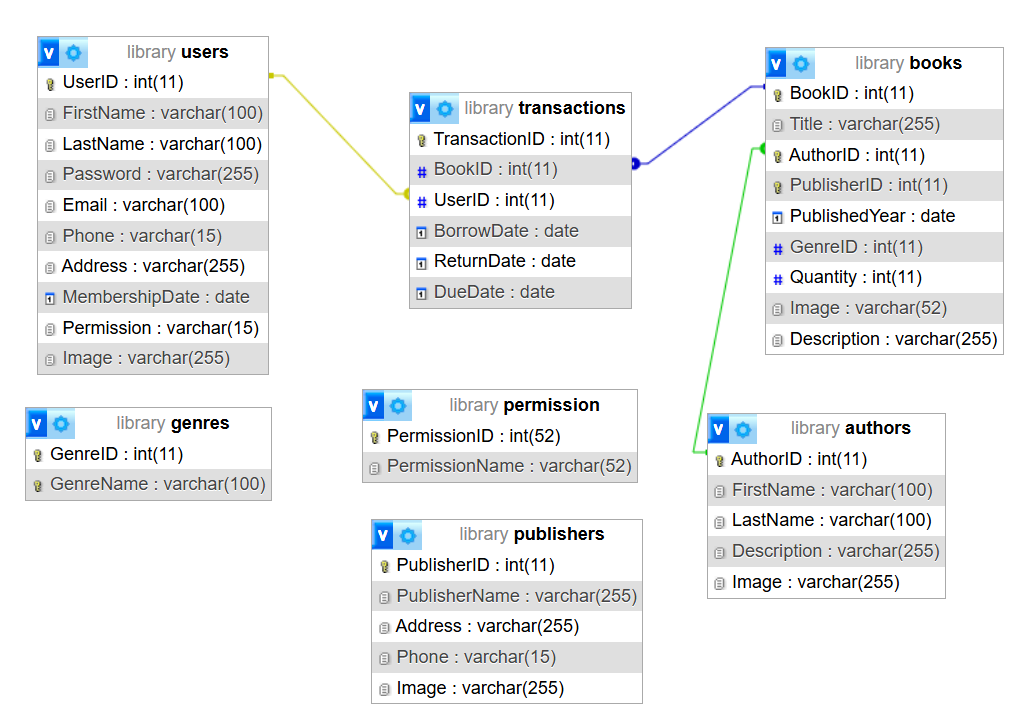 library users
UserID : int(11)
FirstName : varchar(100)
LastName : varchar(100)
Password : varchar(255)
Email : varchar(100)
Phone : varchar(15)
Address : varchar(255)
MembershipDate : date
Permission : varchar(15)
Image : varchar(255)
library genres
GenreID : int(11)
GenreName : varchar(100)
library transactions
TransactionID : int(11)
# BookID : int(11)
# UserID : int(11)
BorrowDate : date
ReturnDate : date
DueDate : date
library permission
PermissionID : int(52)
PermissionName : varchar(52)
library publishers
PublisherID : int(11)
PublisherName : varchar(255)
Address : varchar(255)
Phone : varchar(15)
Image : varchar(255)
library books
BookID : int(11)
Title : varchar(255)
AuthorID : int(11)
PublisherID : int(11)
PublishedYear : date
# GenreID : int(11)
# Quantity : int(11)
Image : varchar(52)
Description : varchar(255)
library authors
AuthorID : int(11)
FirstName : varchar(100)
LastName : varchar(100)
Description : varchar(255)
Image : varchar(255)